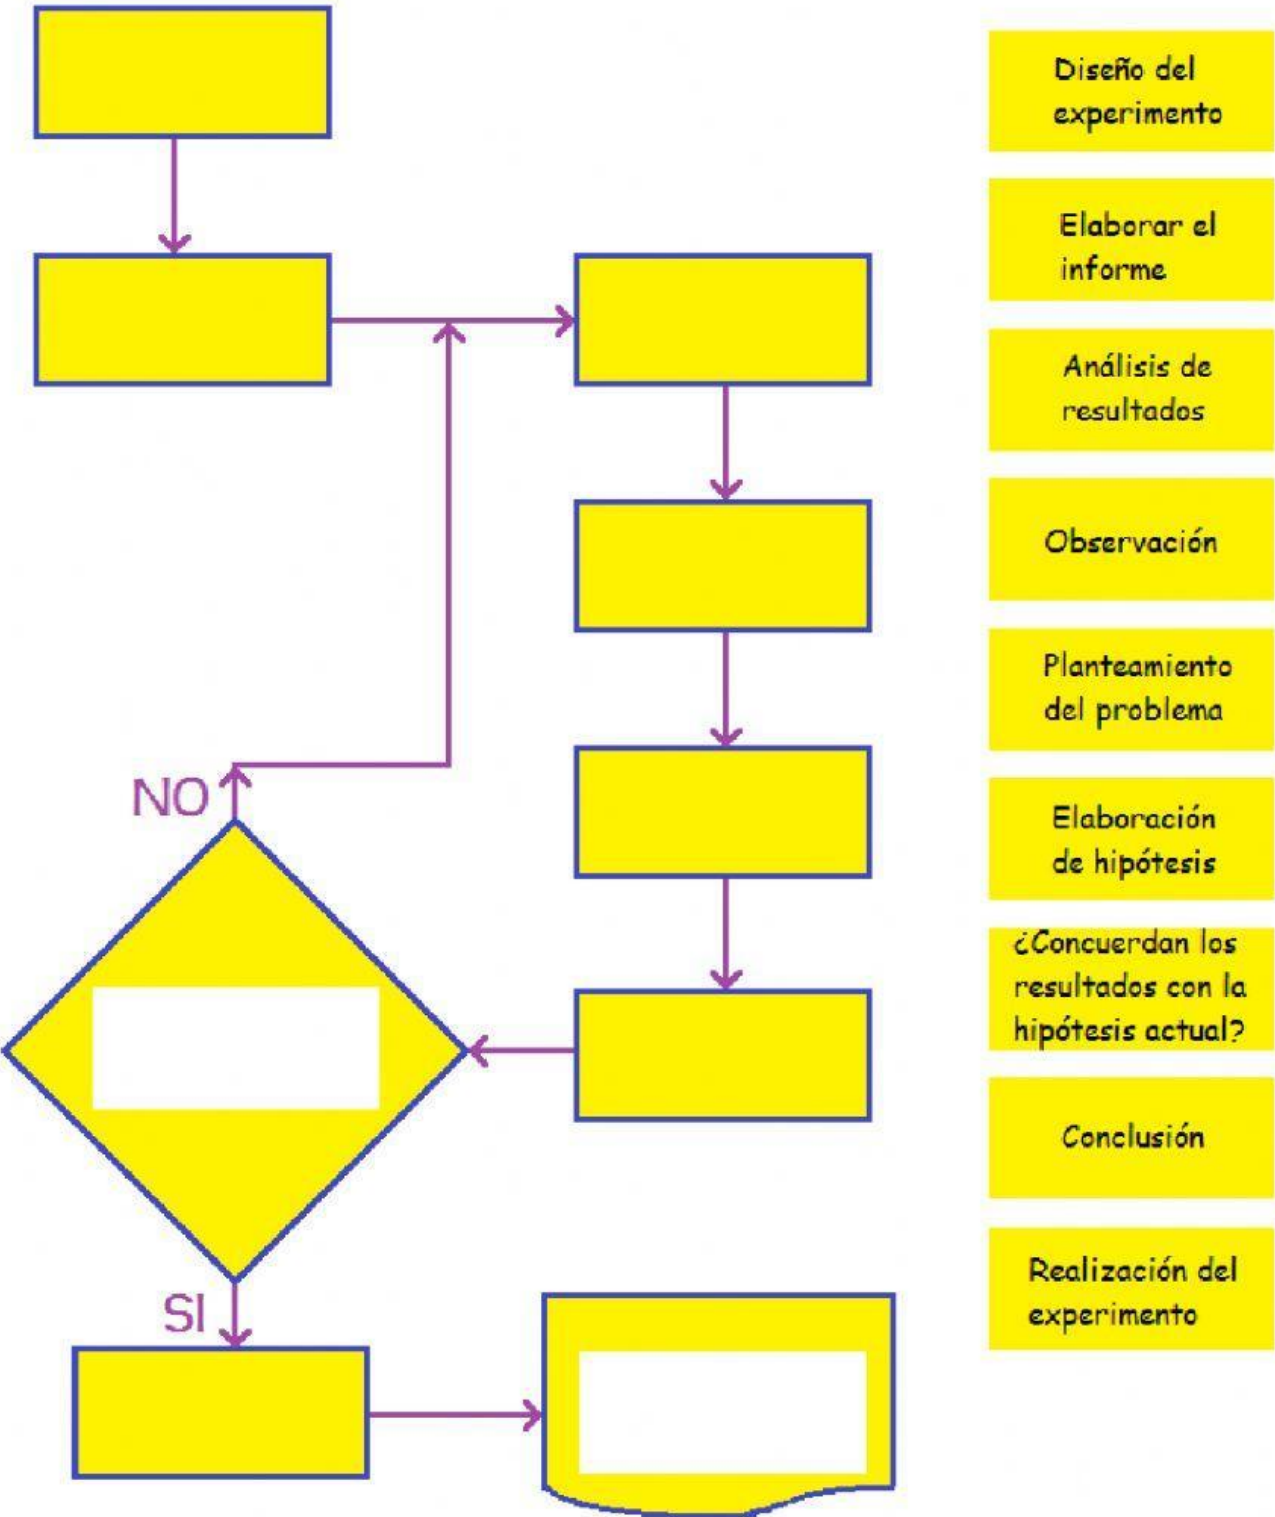 Diseño del
experimento
Elaborar el
informe
Análisis de
resultados
Observación
Planteamiento
del problema
Elaboración
de hipótesis
NO
¿Concuerdan los
resultados con la
hipótesis actual?
Conclusión
Realización del
experimento
SI